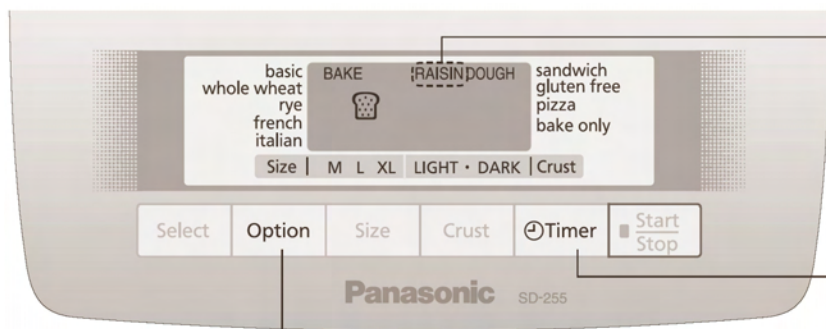 basic
whole wheat
rye
french
italian
BAKE RAISIN DOUGH
sandwich
gluten free
pizza
bake only
Size M L XL LIGHT • DARK Crust
Select Option Size Crust Timer Start
Stop
Panasonic SD-255